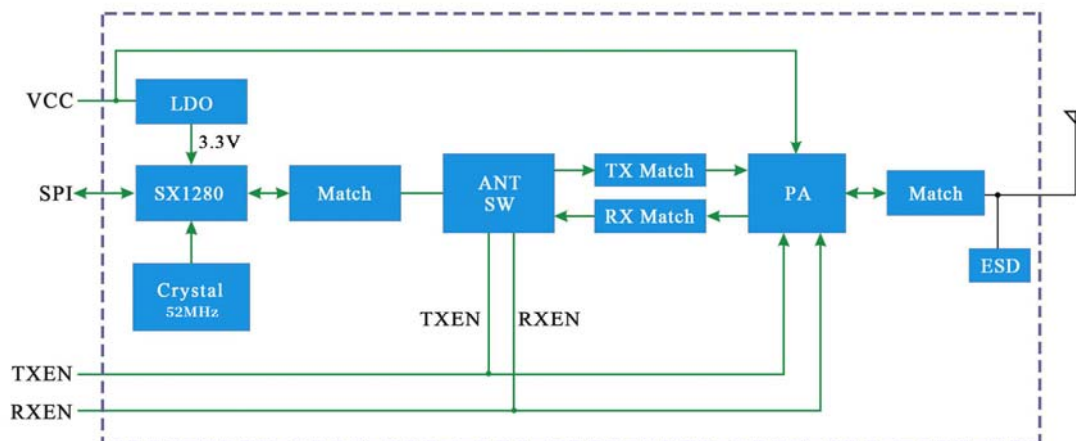 VCC
LDO
3.3V
SPI
SX1280
Match
ANT
SW
TX Match
RX Match
PA
Match
ESD
Crystal
52MHz
TXEN
RXEN
TXEN
RXEN